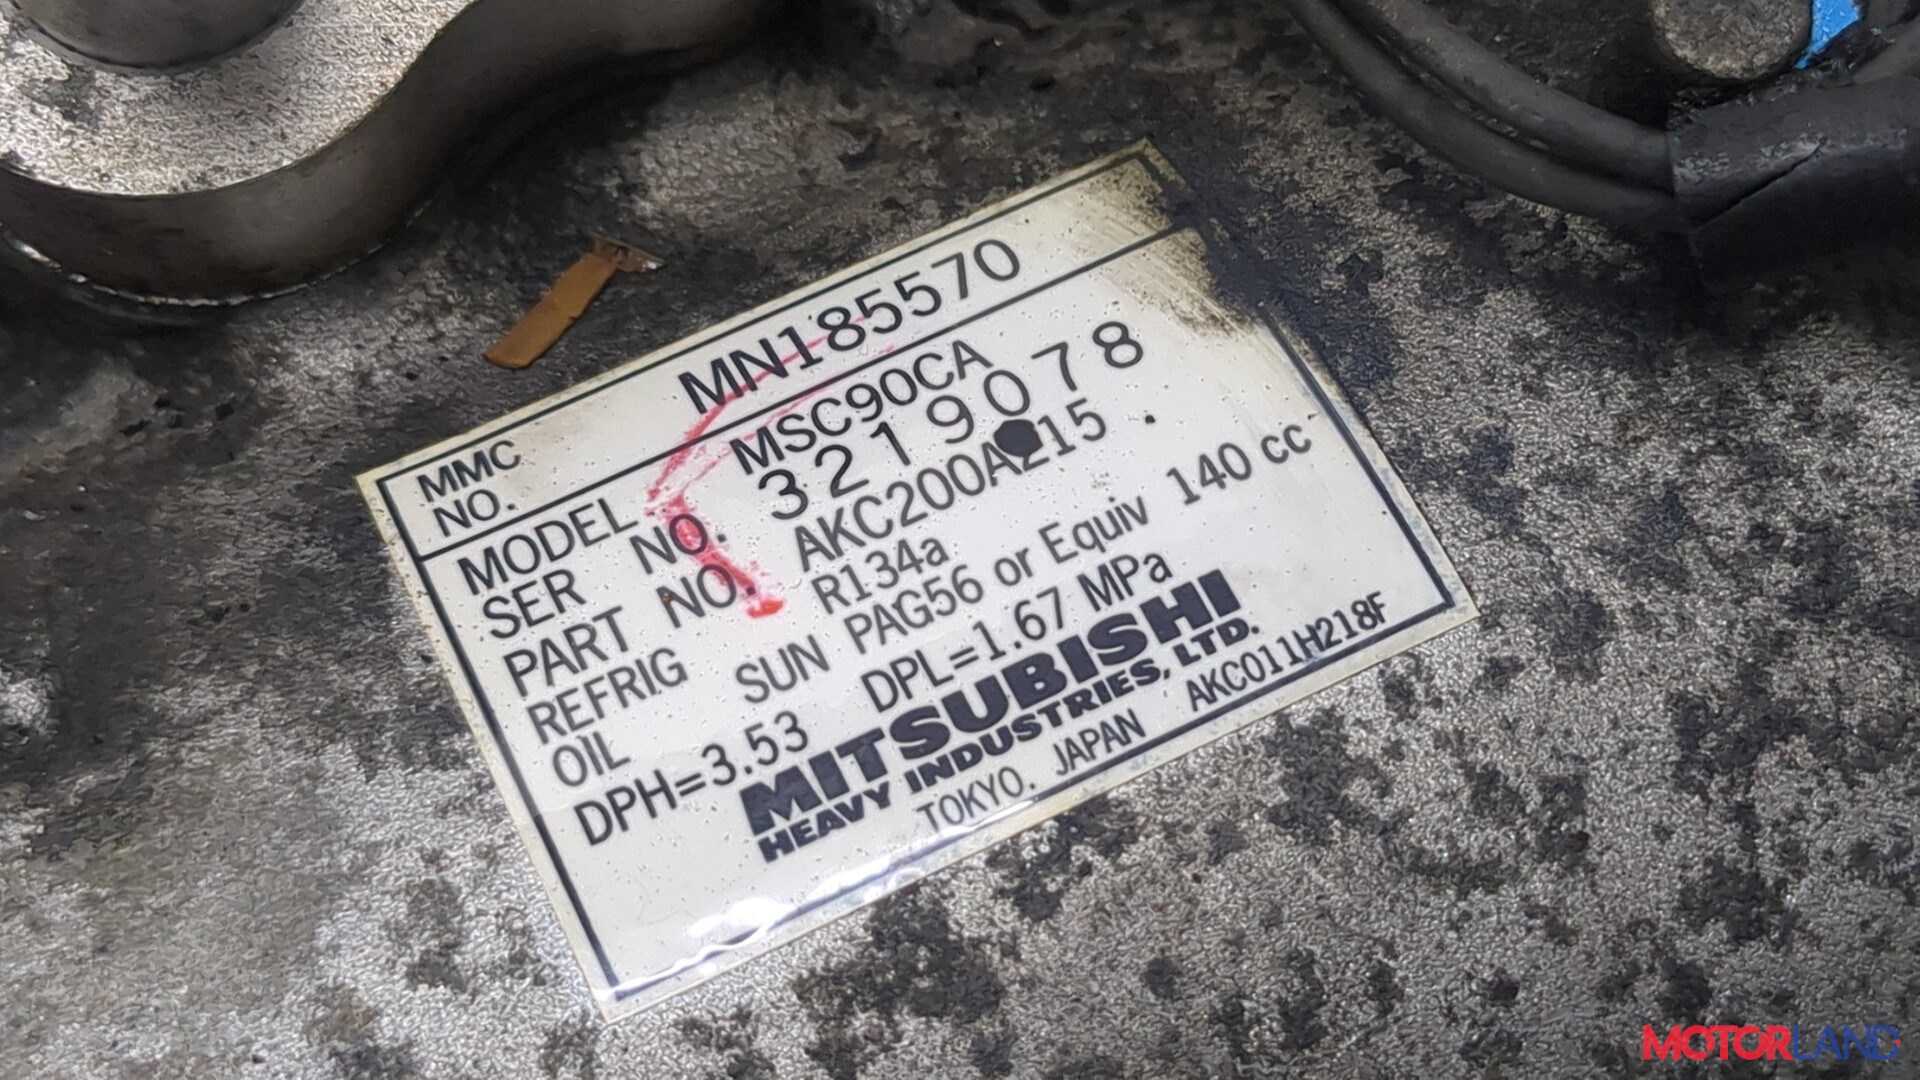 MMC NO. MN185570
MODEL MSC90CA
SER NO. 3219078
PART NO. AKC200A215
REFRIG R134a
OIL SUN PAG56 or Equiv 140 cc
DPH=3.53 DPL=1.67 MPa
MITSUBISHI
HEAVY INDUSTRIES, LTD.
TOKYO. JAPAN AKC011H218F
MOTORLAND